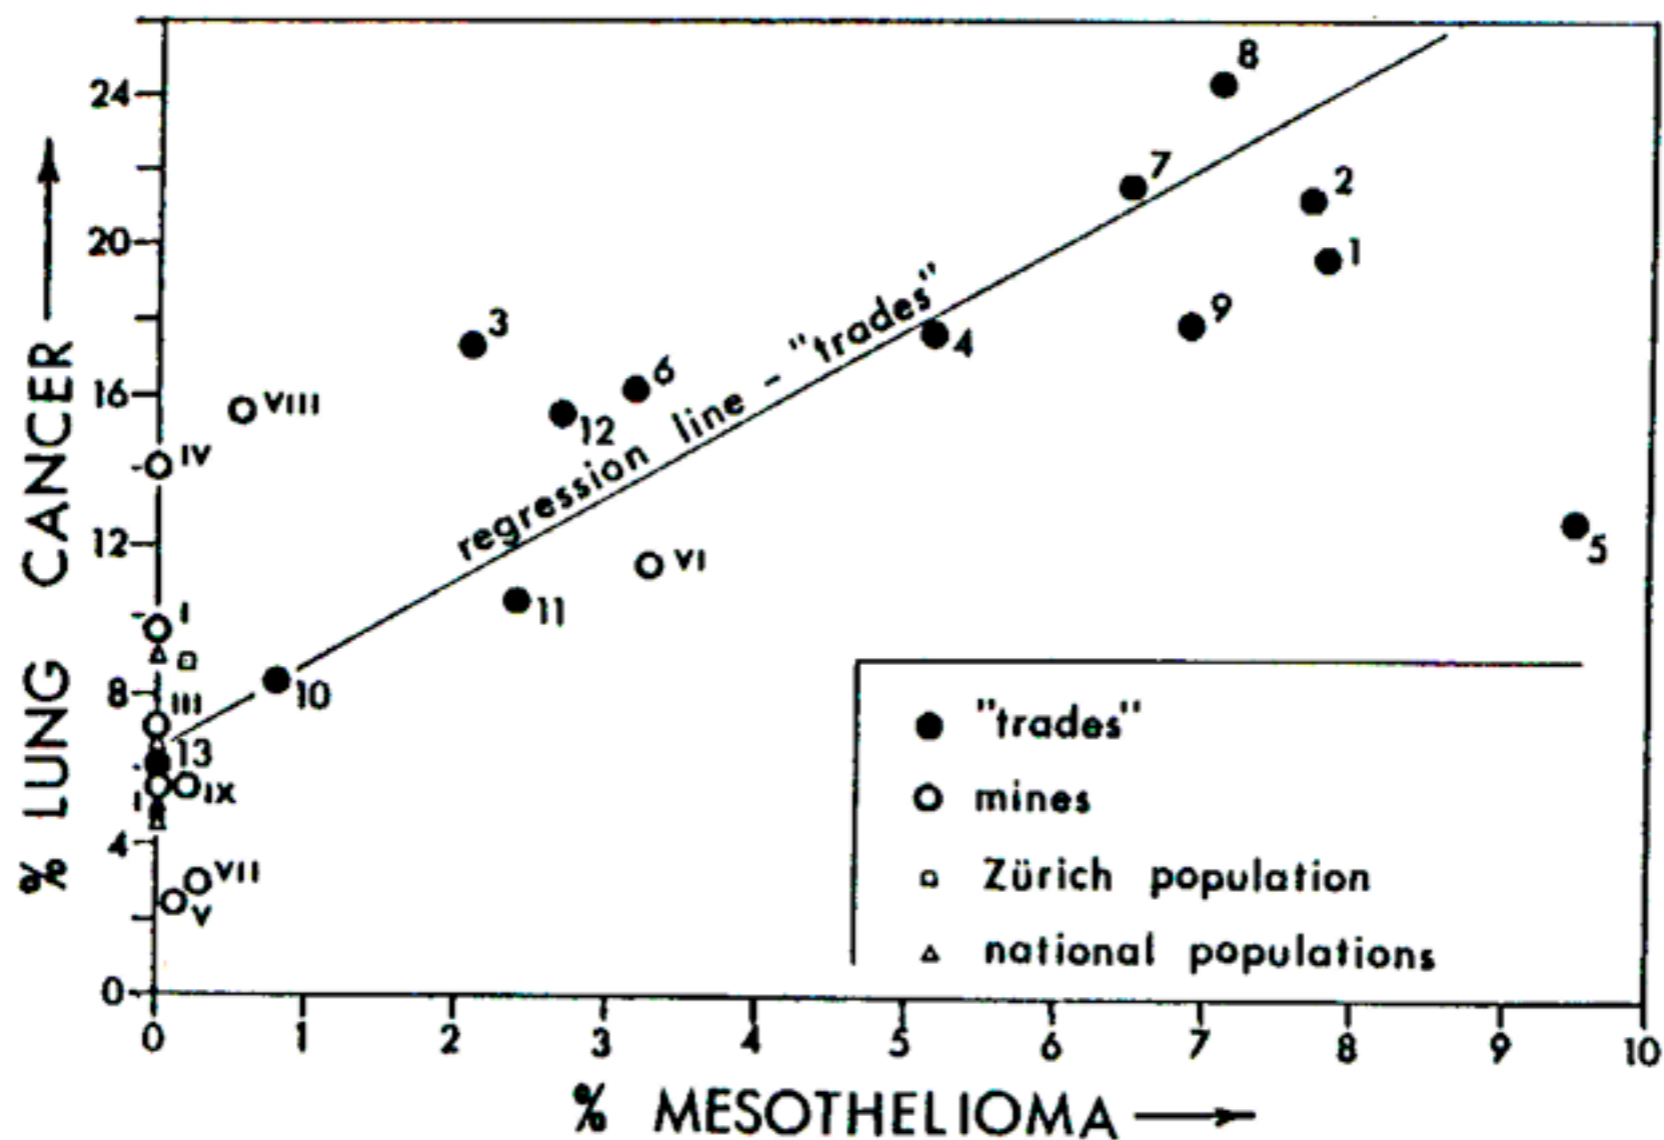 24
20
16
12
8
4
0
% LUNG CANCER
8
7
2
1
9
3
4
6
12
VIII
IV
regression line - "trades"
VI
11
5
I
III
10
13
IX
VII
V
"trades"
mines
Zürich population
national populations
0 1 2 3 4 5 6 7 8 9 10
% MESOTHELIOMA